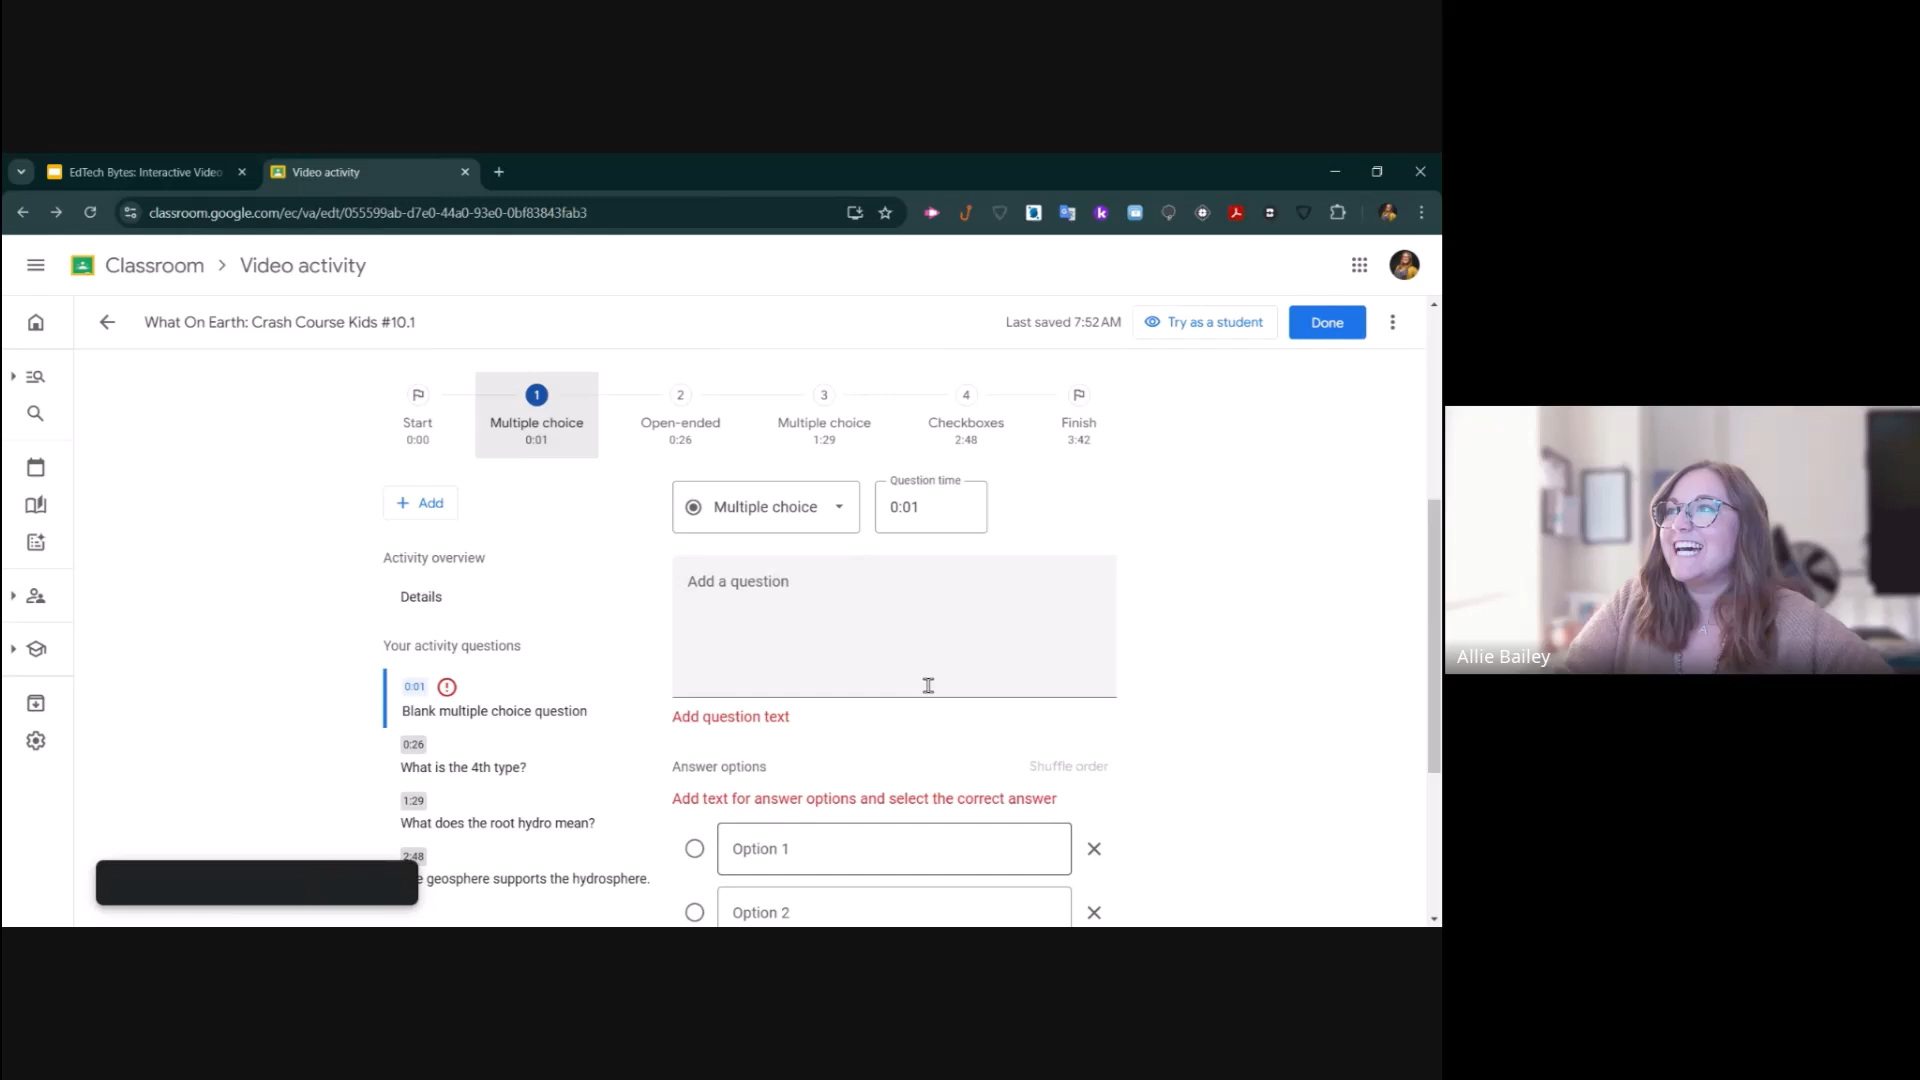 EdTech Bytes: Interactive Video
Video activity
classroom.google.com/ec/va/edt/055599ab-d7e0-44a0-93e0-0bf83843fab3
Classroom > Video activity
What On Earth: Crash Course Kids #10.1
Last saved 7:52 AM
Try as a student
Done
1
2
3
4
Start
Multiple choice
Open-ended
Multiple choice
Checkboxes
Finish
0:00
0:01
0:26
1:29
2:48
3:42
+ Add
Multiple choice
Question time
0:01
Activity overview
Details
Add a question
Your activity questions
0:01
Blank multiple choice question
Add question text
0:26
What is the 4th type?
Answer options
Shuffle order
1:29
What does the root hydro mean?
Add text for answer options and select the correct answer
Option 1
2:48
geosphere supports the hydrosphere.
Option 2
Allie Bailey